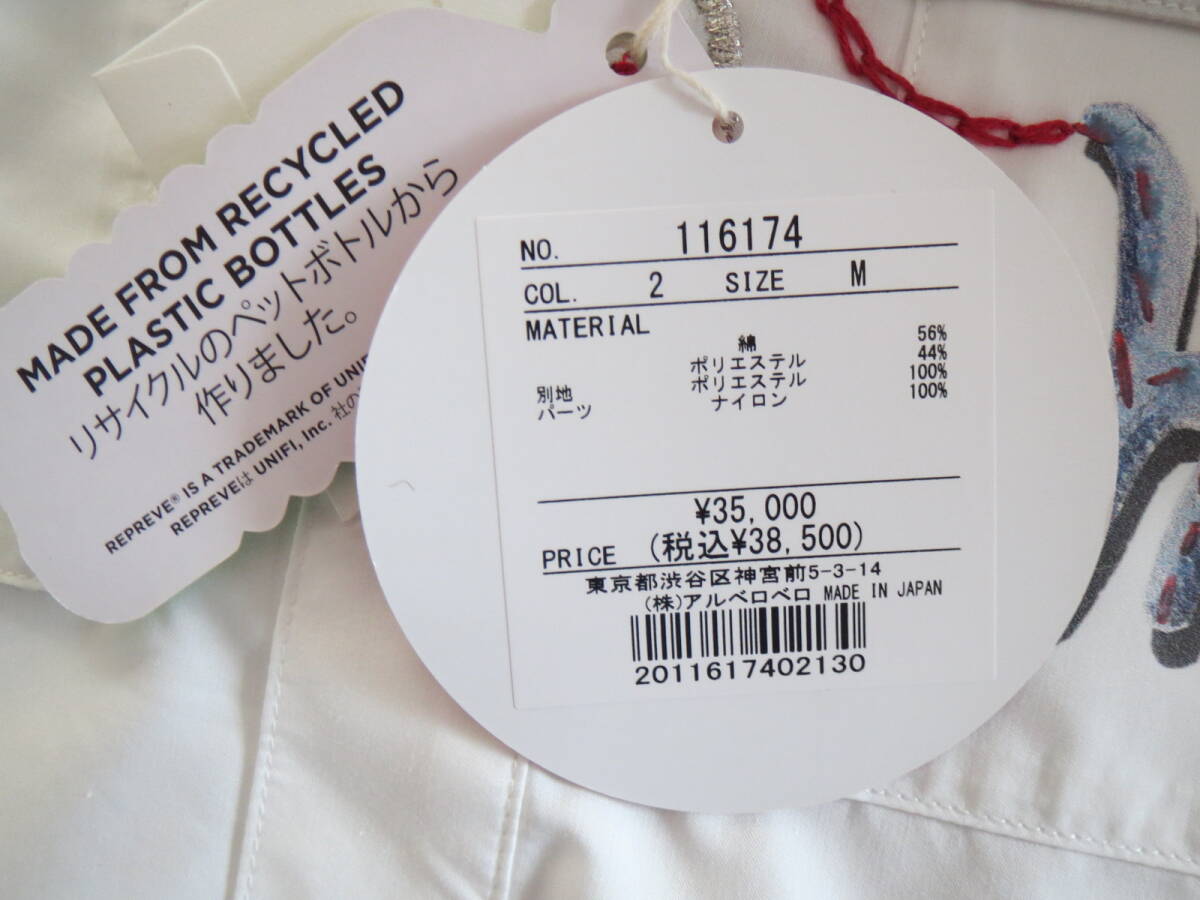 MADE FROM RECYCLED
PLASTIC BOTTLES
リサイクルのペットボトルから
作りました。
REPREVE® IS A TRADEMARK OF UNIFI
REPREVEは UNIFI, Inc. 社の
NO. 116174
COL. 2 SIZE M
MATERIAL
綿 56%
ポリエステル 44%
別地 ポリエステル 100%
パーツ ナイロン 100%
¥35,000
PRICE (税込¥38,500)
東京都渋谷区神宮前5-3-14
(株)アルベロベロ MADE IN JAPAN
2011617402130